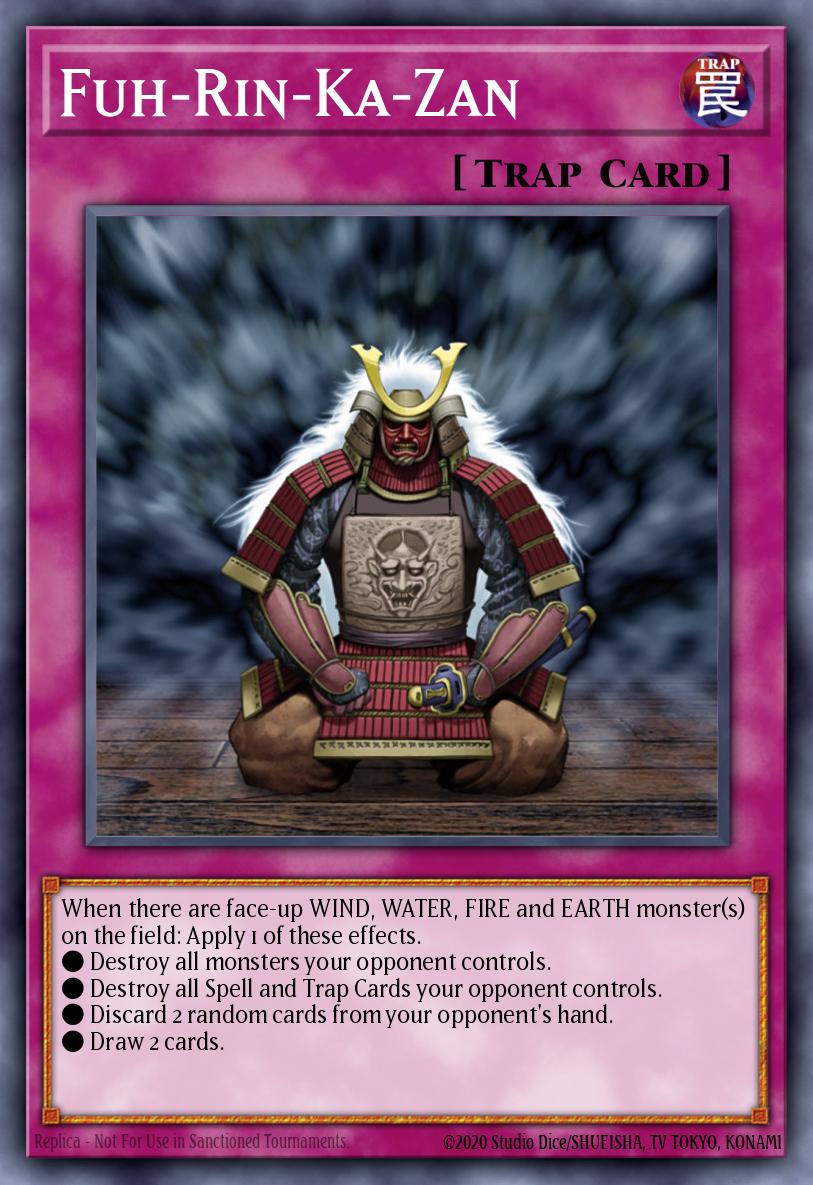 Fuh-Rin-Ka-Zan
TRAP
罠
[Trap Card]
When there are face-up WIND, WATER, FIRE and EARTH monster(s)
on the field: Apply 1 of these effects.
● Destroy all monsters your opponent controls.
● Destroy all Spell and Trap Cards your opponent controls.
● Discard 2 random cards from your opponent's hand.
● Draw 2 cards.
Replica - Not For Use in Sanctioned Tournaments.
©2020 Studio Dice/SHUEISHA, TV TOKYO, KONAMI